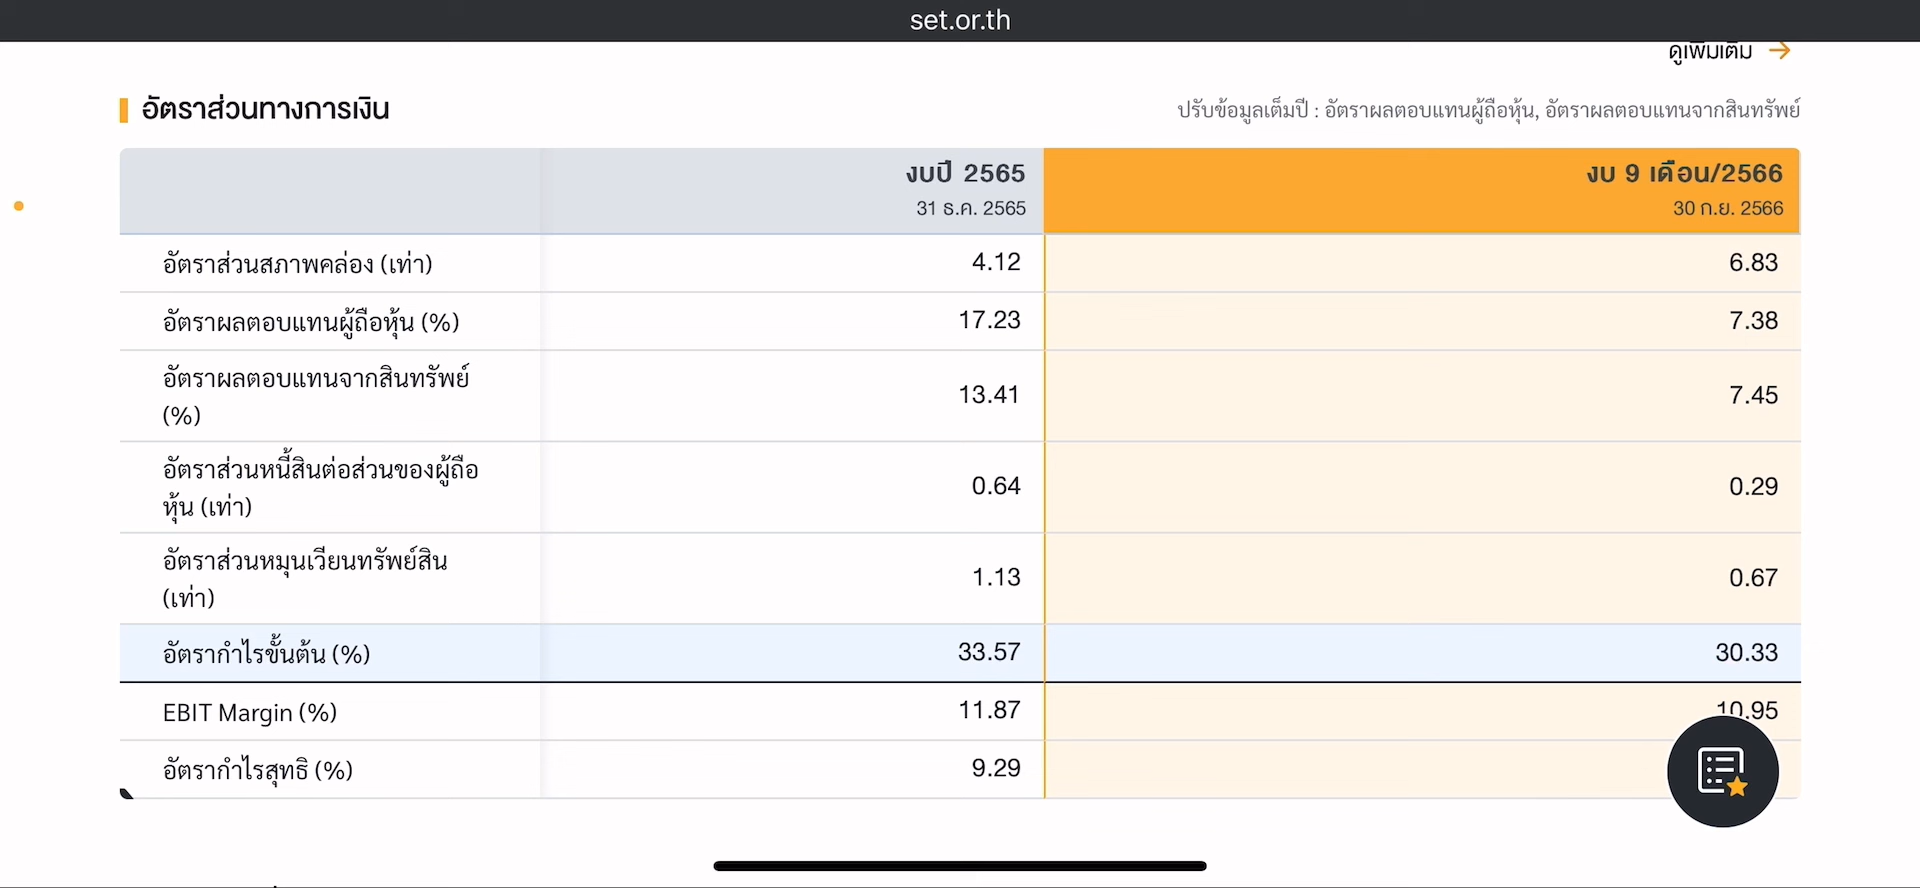 set.or.th
ดูเพิ่มเติม
อัตราส่วนทางการเงิน
ปรับข้อมูลเต็มปี : อัตราผลตอบแทนผู้ถือหุ้น, อัตราผลตอบแทนจากสินทรัพย์
งบปี 2565
งบ 9 เดือน/2566
31 ธ.ค. 2565
30 ก.ย. 2566
อัตราส่วนสภาพคล่อง (เท่า)
4.12
6.83
อัตราผลตอบแทนผู้ถือหุ้น (%)
17.23
7.38
อัตราผลตอบแทนจากสินทรัพย์
(%)
13.41
7.45
อัตราส่วนหนี้สินต่อส่วนของผู้ถือ
หุ้น (เท่า)
0.64
0.29
อัตราส่วนหมุนเวียนทรัพย์สิน
(เท่า)
1.13
0.67
อัตรากำไรขั้นต้น (%)
33.57
30.33
EBIT Margin (%)
11.87
10.95
อัตรากำไรสุทธิ (%)
9.29